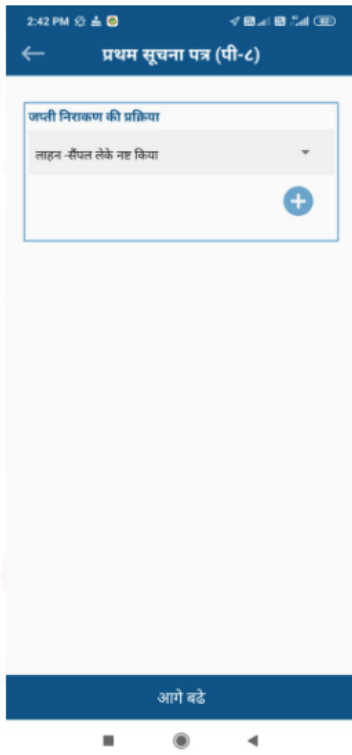 2:42 PM
प्रथम सूचना पत्र (पी-८)
जप्ती निराकण की प्रक्रिया
लाहन -सैंपल लेके नष्ट किया
आगे बढे